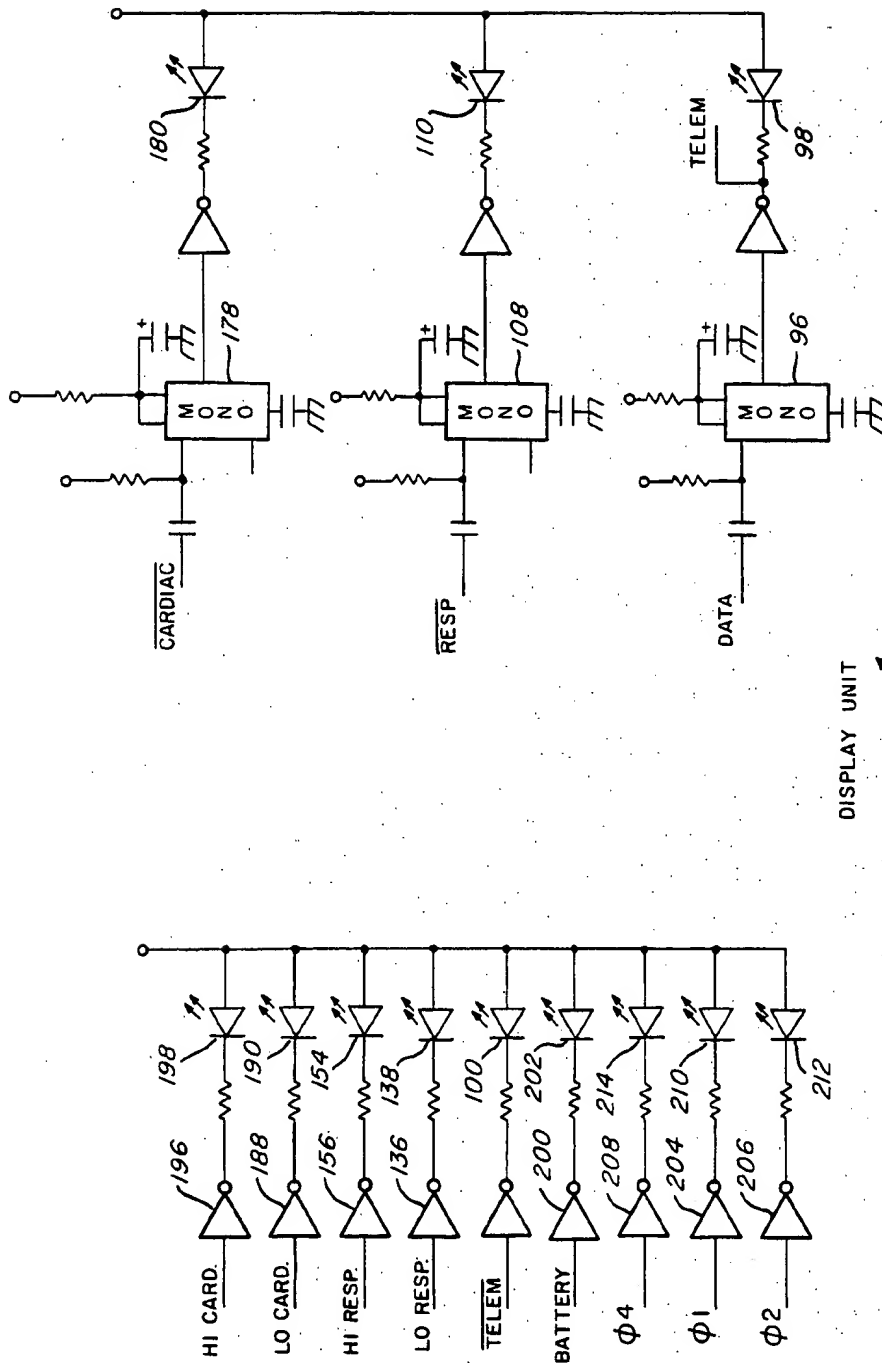 CARDIAC
+
MONO
178
180
RESP
+
MONO
108
110
DATA
+
MONO
96
TELEM
98
DISPLAY UNIT
HI CARD.
196
198
LO CARD.
188
190
HI RESP.
156
154
LO RESP.
136
138
TELEM
100
BATTERY
200
202
ϕ4
208
214
ϕ1
204
210
ϕ2
206
212